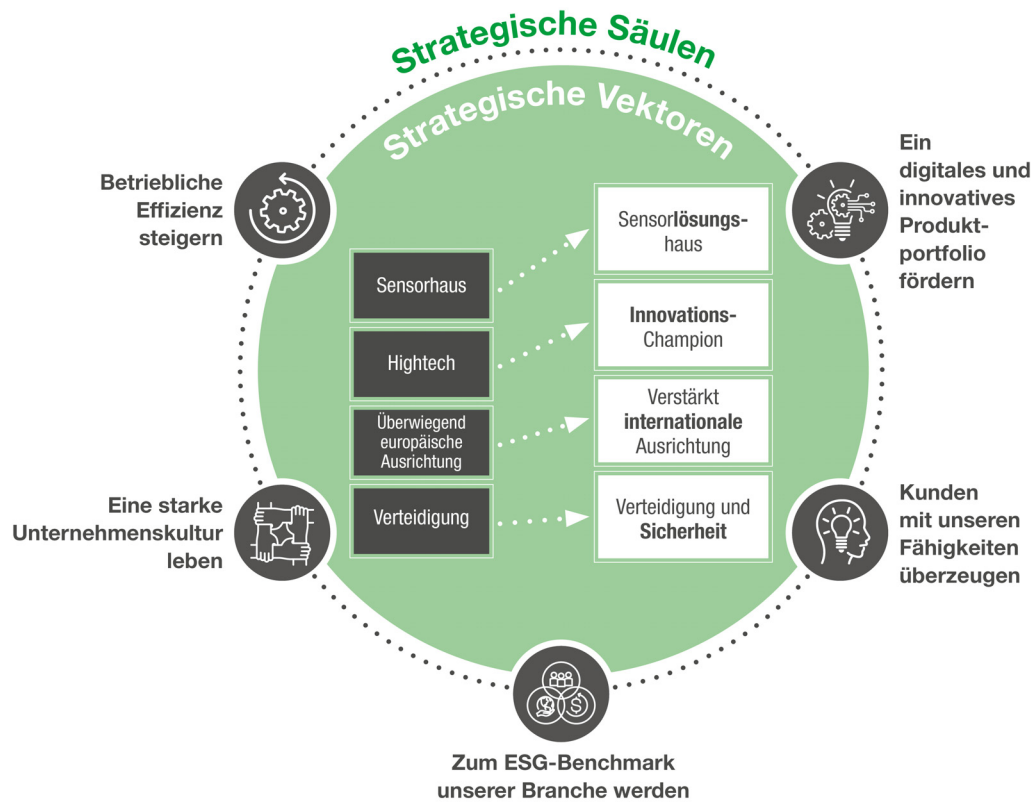 Strategische Säulen
Strategische Vektoren
Betriebliche
Effizienz
steigern
Ein
digitales und
innovatives
Produkt-
portfolio
fördern
Sensorhaus
Sensorlösungs-
haus
Hightech
Innovations-
Champion
Überwiegend
europäische
Ausrichtung
Verstärkt
internationale
Ausrichtung
Verteidigung
Verteidigung und
Sicherheit
Eine starke
Unternehmenskultur
leben
Kunden
mit unseren
Fähigkeiten
überzeugen
Zum ESG-Benchmark
unserer Branche werden